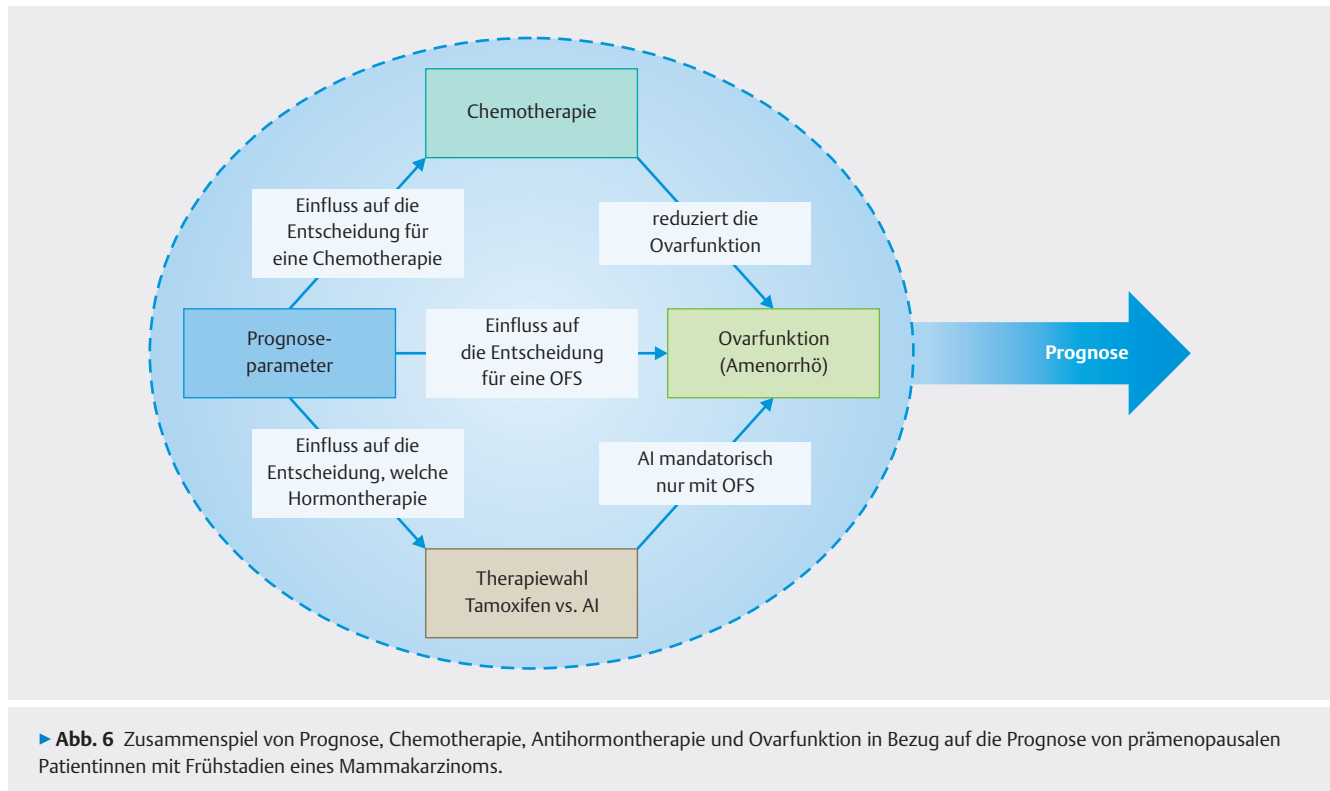 Chemotherapie
Einfluss auf die
Entscheidung für
eine Chemotherapie
reduziert die
Ovarfunktion
Prognose-
parameter
Einfluss auf
die Entscheidung
für eine OFS
Ovarfunktion
(Amenorrhö)
Prognose
Einfluss auf die
Entscheidung, welche
Hormontherapie
AI mandatorisch
nur mit OFS
Therapiewahl
Tamoxifen vs. AI
▶ Abb. 6 Zusammenspiel von Prognose, Chemotherapie, Antihormontherapie und Ovarfunktion in Bezug auf die Prognose von prämenopausalen
Patientinnen mit Frühstadien eines Mammakarzinoms.